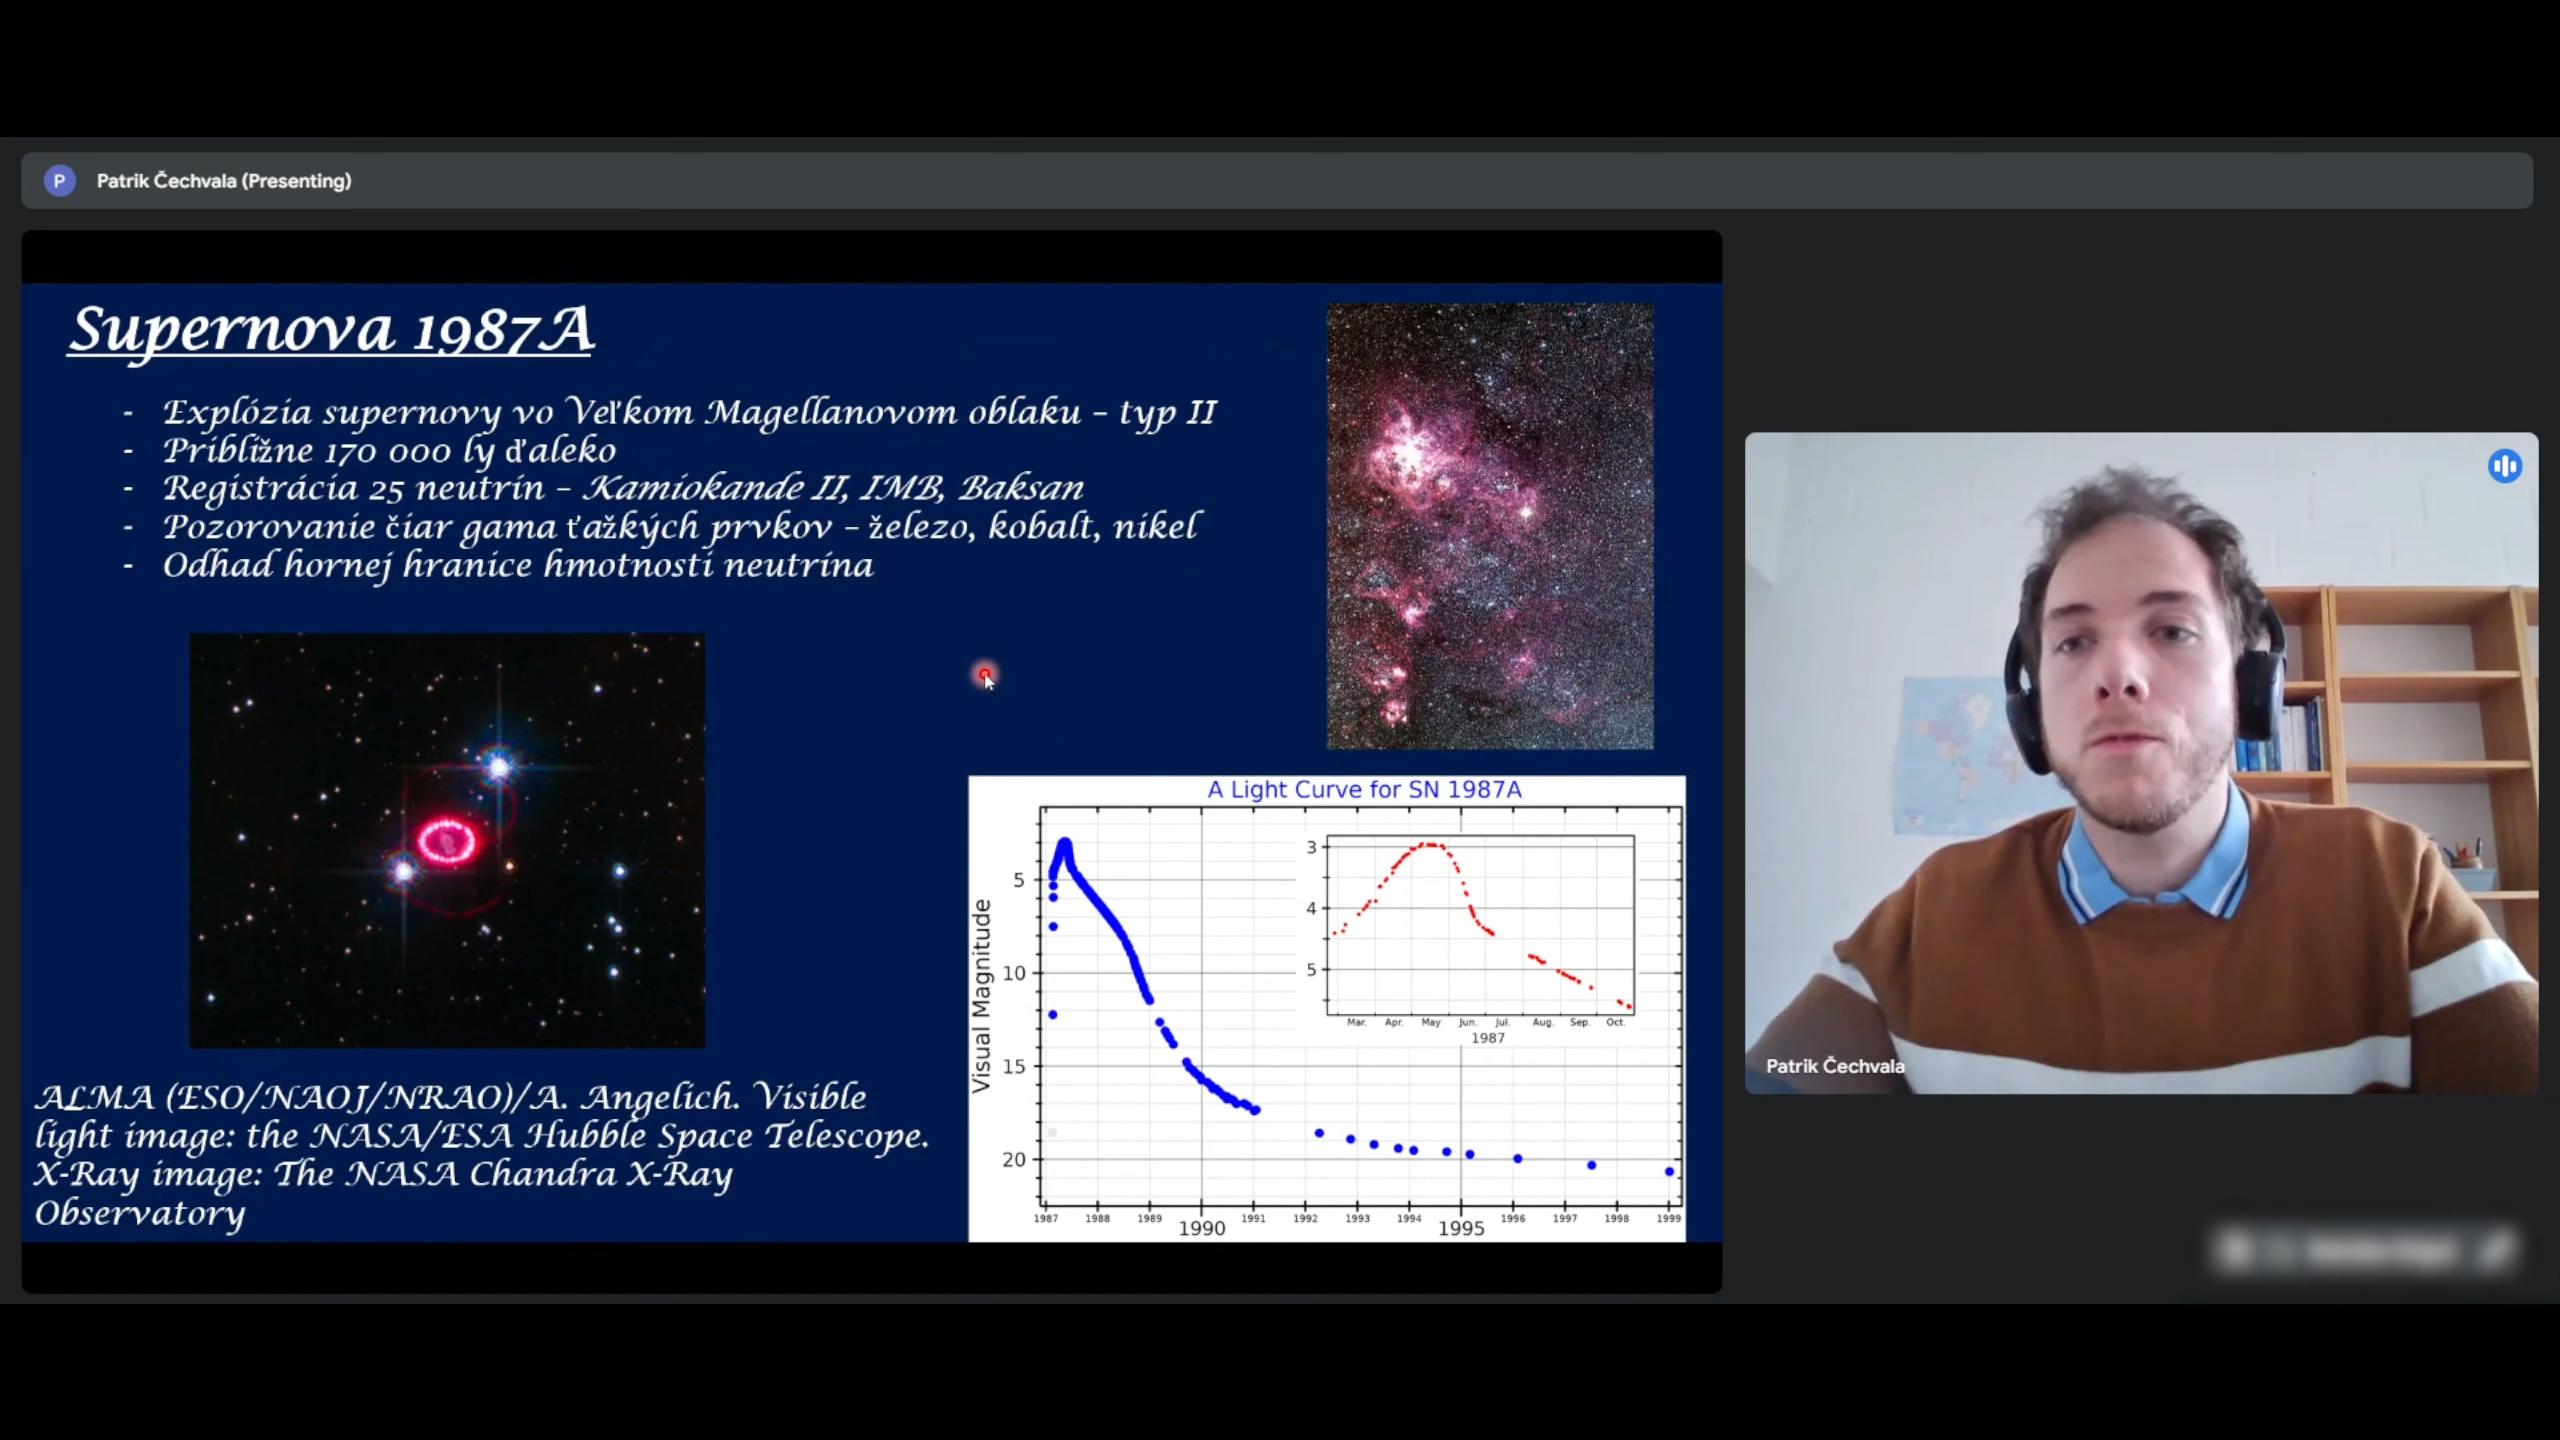 P
Patrik Čechvala (Presenting)
Supernova 1987A
- Explózia supernovy vo Veľkom Magellanovom oblaku – typ II
- Približne 170 000 ly ďaleko
- Registrácia 25 neutrín – Kamiokande II, IMB, Baksan
- Pozorovanie čiar gama ťažkých prvkov – železo, kobalt, nikel
- Odhad hornej hranice hmotnosti neutrína
ALMA (ESO/NAOJ/NRAO)/A. Angelich. Visible
light image: the NASA/ESA Hubble Space Telescope.
X-Ray image: The NASA Chandra X-Ray
Observatory
A Light Curve for SN 1987A
Visual Magnitude
5
10
15
20
1987 1988 1989 1990 1991 1992 1993 1994 1995 1996 1997 1998 1999
3
4
5
Mar. Apr. May Jun. Jul. Aug. Sep. Oct.
1987
Patrik Čechvala